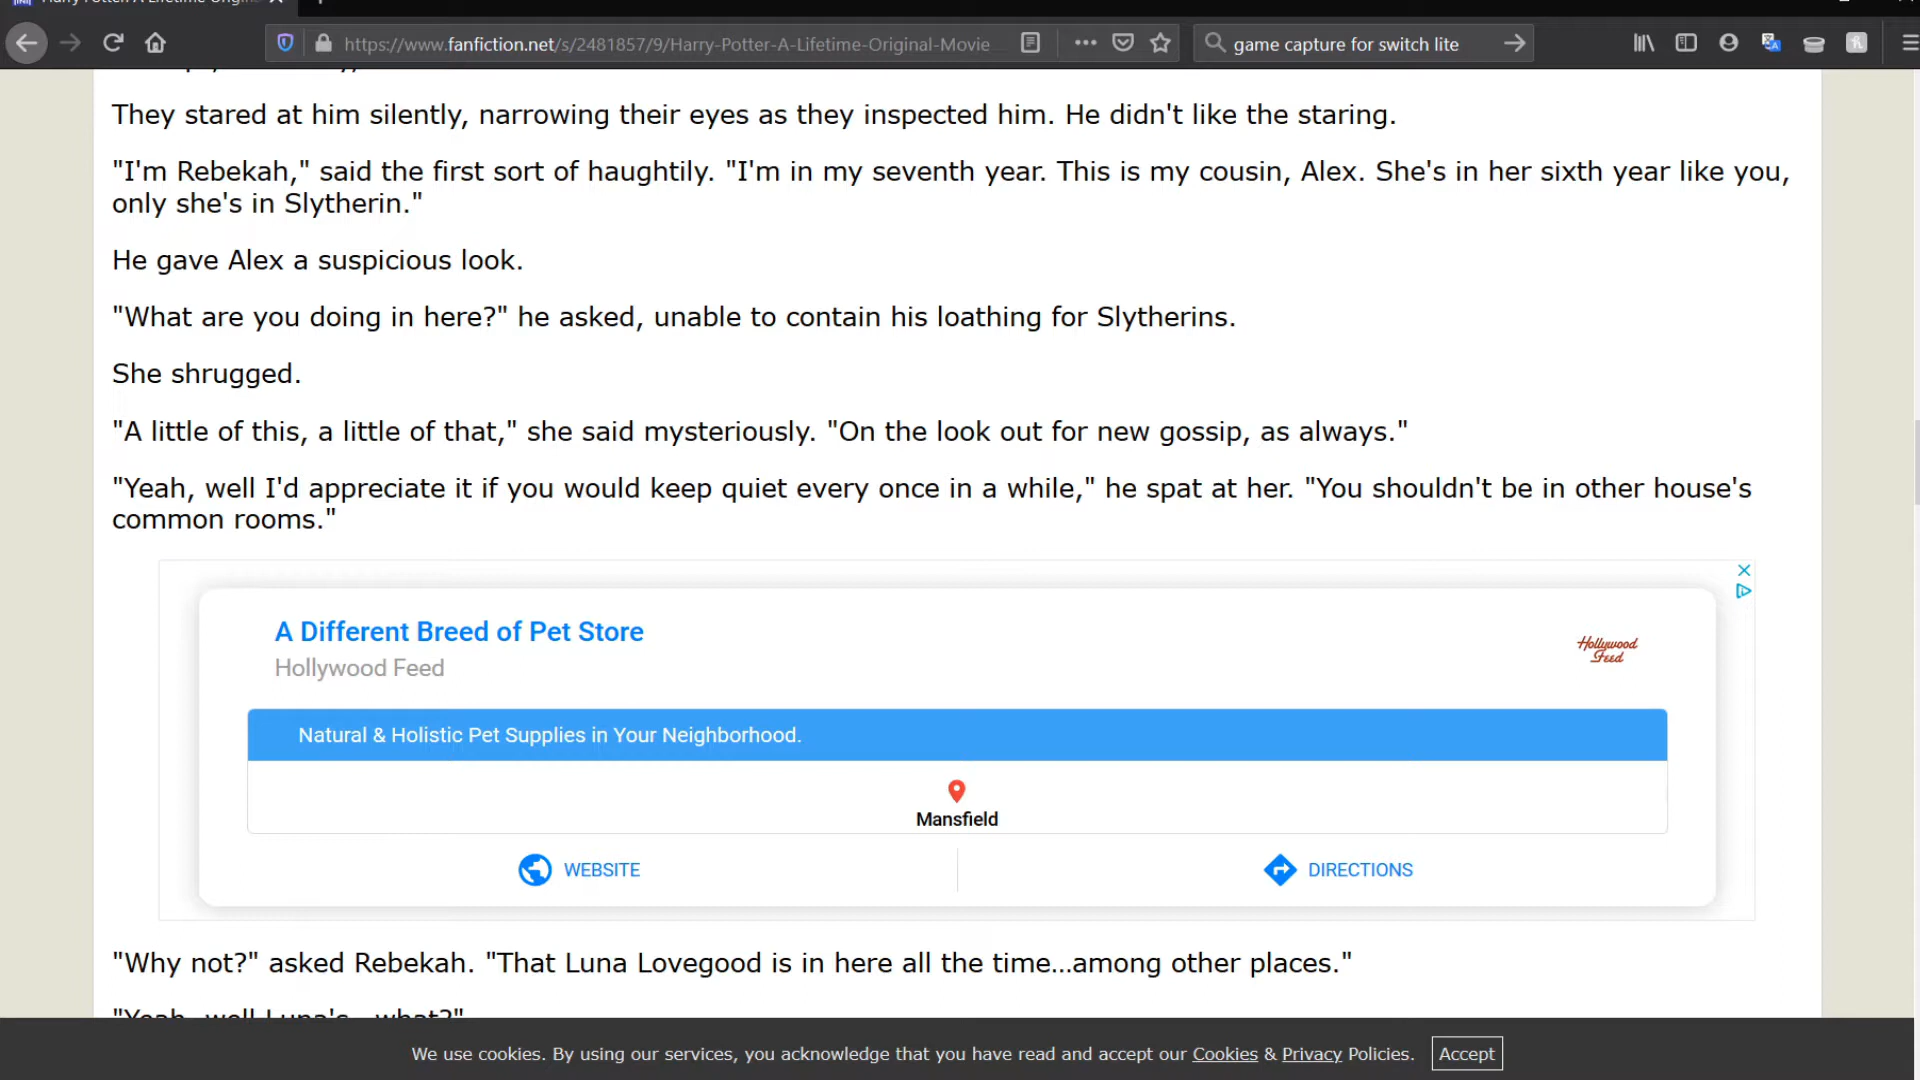 https://www.fanfiction.net/s/2481857/9/Harry-Potter-A-Lifetime-Original-Movie
game capture for switch lite
They stared at him silently, narrowing their eyes as they inspected him. He didn't like the staring.
"I'm Rebekah," said the first sort of haughtily. "I'm in my seventh year. This is my cousin, Alex. She's in her sixth year like you,
only she's in Slytherin."
He gave Alex a suspicious look.
"What are you doing in here?" he asked, unable to contain his loathing for Slytherins.
She shrugged.
"A little of this, a little of that," she said mysteriously. "On the look out for new gossip, as always."
"Yeah, well I'd appreciate it if you would keep quiet every once in a while," he spat at her. "You shouldn't be in other house's
common rooms."
A Different Breed of Pet Store
Hollywood Feed
Hollywood
Feed
Natural & Holistic Pet Supplies in Your Neighborhood.
Mansfield
WEBSITE
DIRECTIONS
"Why not?" asked Rebekah. "That Luna Lovegood is in here all the time…among other places."
"Yeah, well Luna's…what?"
We use cookies. By using our services, you acknowledge that you have read and accept our Cookies & Privacy Policies.
Accept